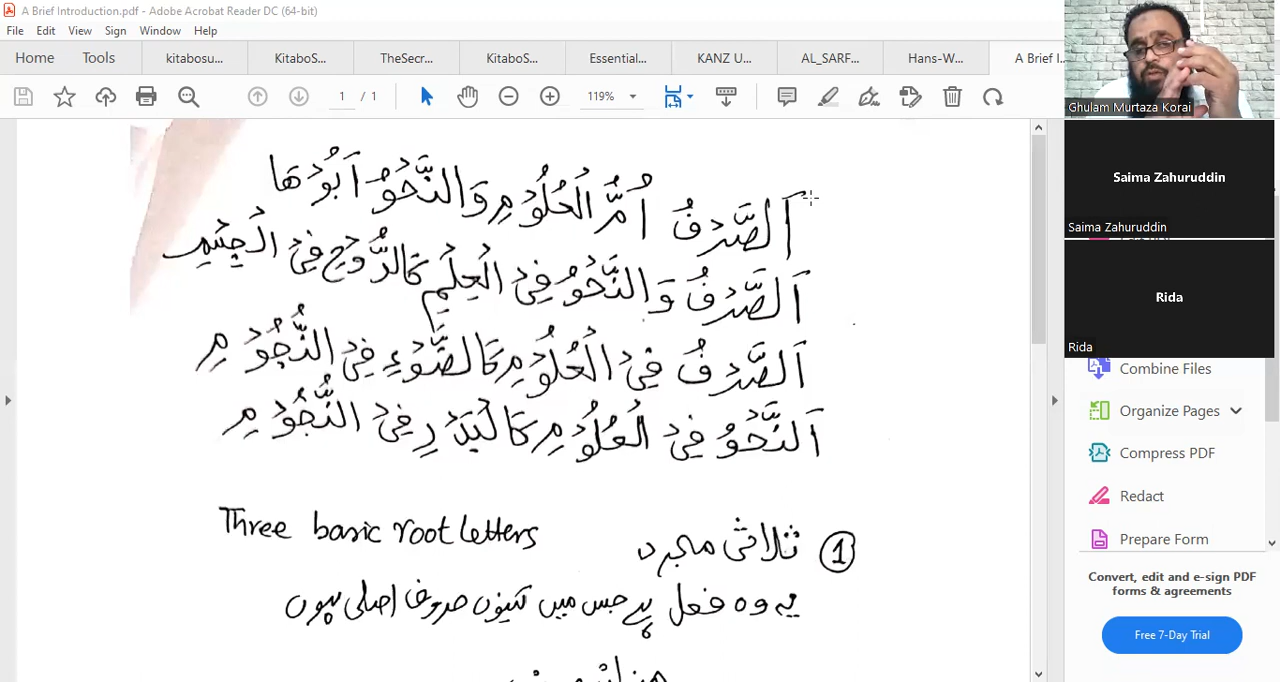 A Brief Introduction.pdf - Adobe Acrobat Reader DC (64-bit)
File Edit View Sign Window Help
Home Tools kitabosu... KitaboS... TheSecr... KitaboS... Essential... KANZ U... AL_SARF... Hans-W... A Brief I...
1 / 1 119%
اَلصَّرْفُ اُمُّ الْعُلُوْمِ وَالنَّحْوُ اَبُوْهَا
اَلصَّرْفُ وَالنَّحْوُ فِىْ الْعِلْمِ كَالرُّوْحِ فِىْ الْجِسْمِ
اَلصَّرْفُ فِىْ الْعُلُوْمِ كَالضَّوْءِ فِىْ النُّجُوْمِ
اَلنَّحْوُ فِىْ الْعُلُوْمِ كَالْبَدْرِ فِىْ النُّجُوْمِ
Three basic root letters
① ثلاثی مجرد
یہ وہ فعل ہے جس میں تینوں حروف اصلی ہوں
Ghulam Murtaza Korai
Saima Zahuruddin
Saima Zahuruddin
Rida
Rida
Combine Files
Organize Pages
Compress PDF
Redact
Prepare Form
Convert, edit and e-sign PDF
forms & agreements
Free 7-Day Trial